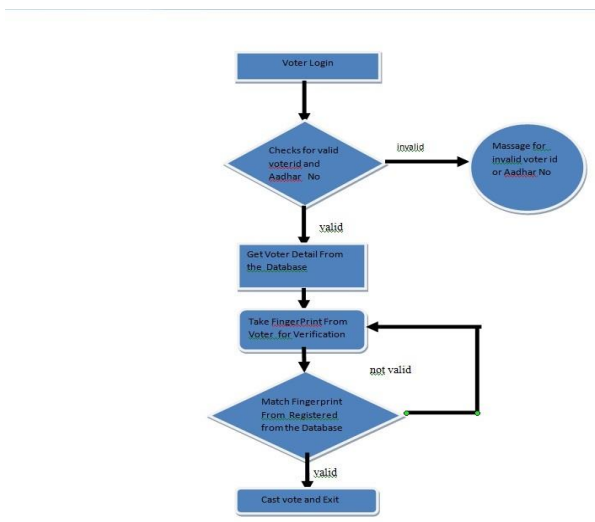 Voter Login
Checks for valid
voterid and
Aadhar No
invalid
Massage for
invalid voter id
or Aadhar No
valid
Get Voter Detail From
the Database
Take FingerPrint From
Voter for Verification
not valid
Match Fingerprint
From Registered
from the Database
valid
Cast vote and Exit